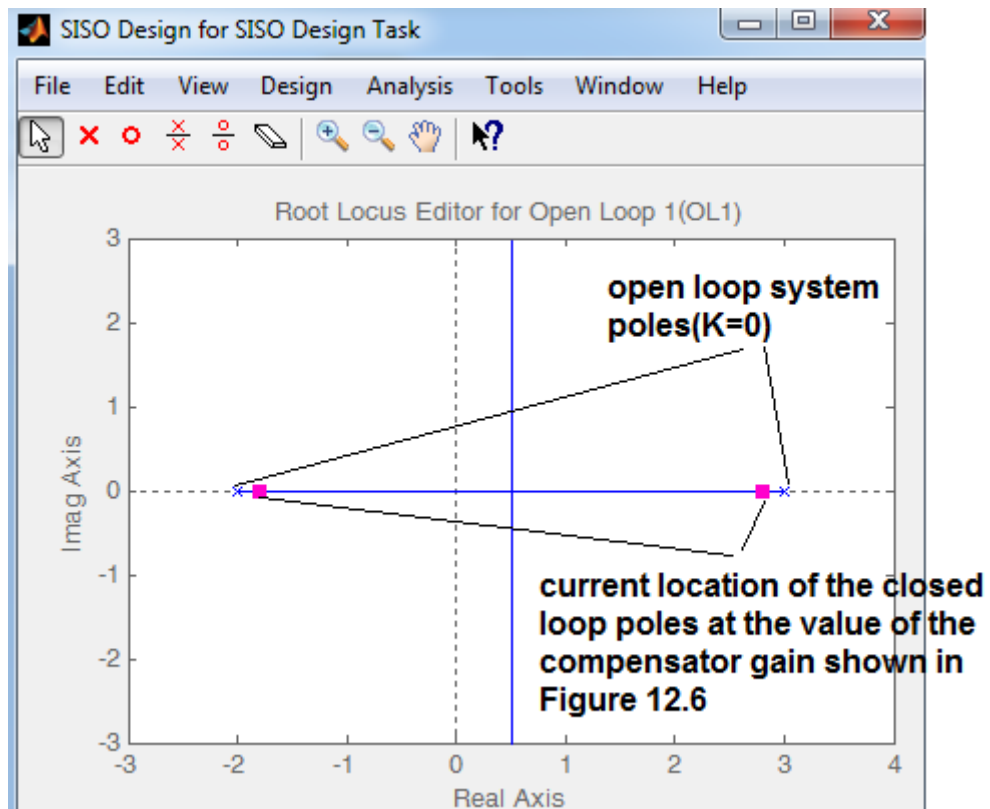 SISO Design for SISO Design Task
File Edit View Design Analysis Tools Window Help
Root Locus Editor for Open Loop 1(OL1)
3
2
1
0
-1
-2
-3
Imag Axis
open loop system
poles(K=0)
current location of the closed
loop poles at the value of the
compensator gain shown in
Figure 12.6
-3 -2 -1 0 1 2 3 4
Real Axis